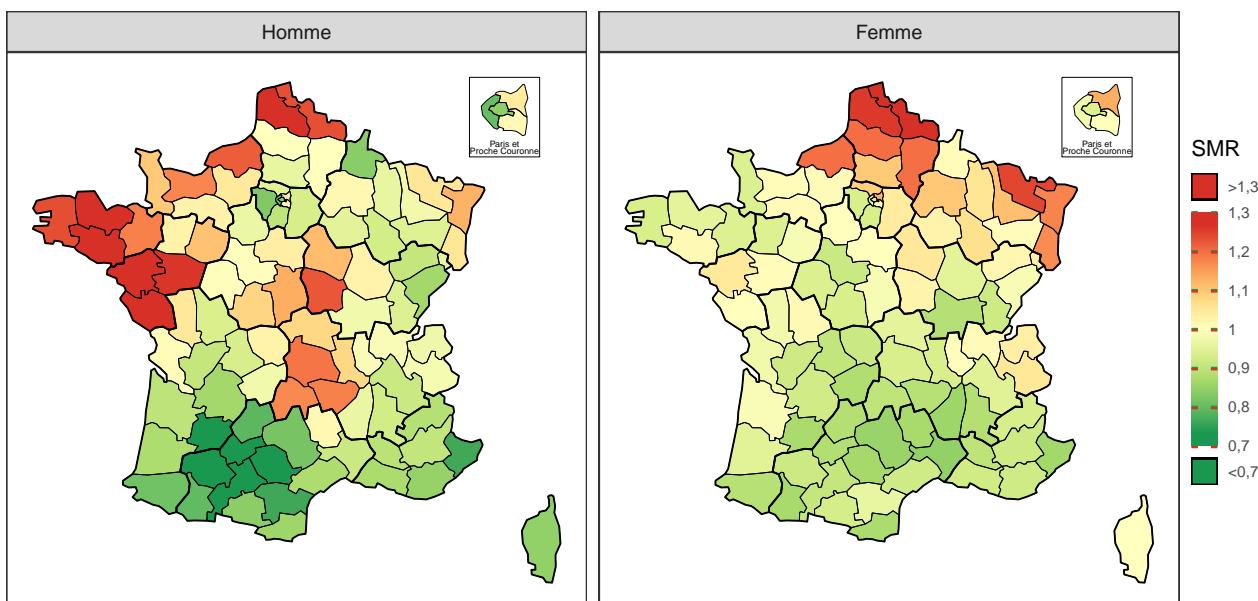 Homme
Femme
Paris et
Proche Couronne
Paris et
Proche Couronne
SMR
>1,3
1,3
1,2
1,1
1
0,9
0,8
0,7
<0,7